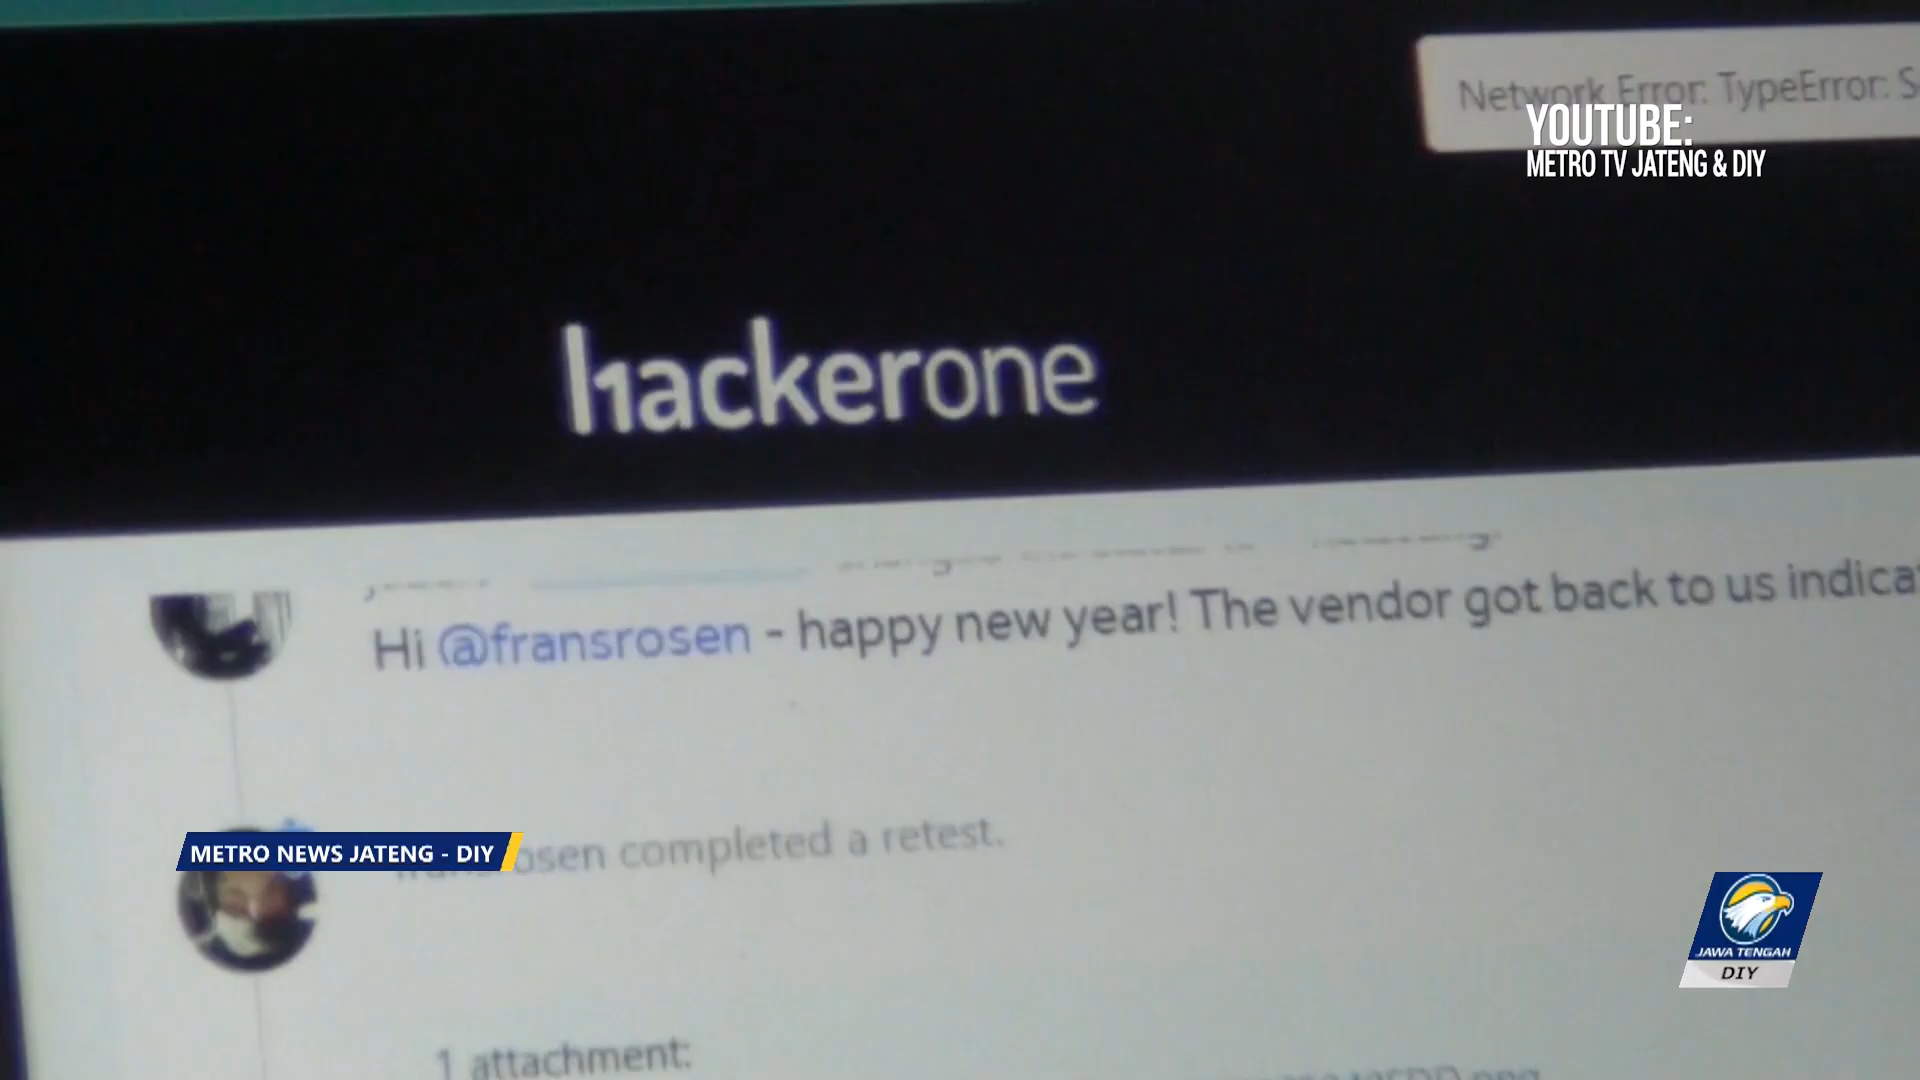 Network Error: TypeError: S
YOUTUBE:
METRO TV JATENG & DIY
hackerone
Hi @fransrosen - happy new year! The vendor got back to us indica
osen completed a retest.
METRO NEWS JATENG - DIY
JAWA TENGAH
DIY
1 attachment: